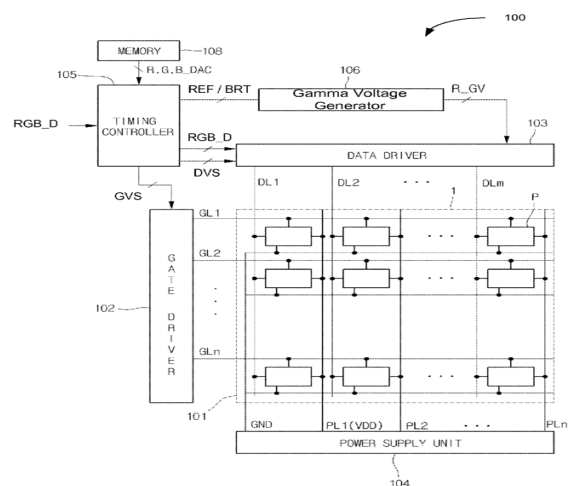 100
MEMORY
108
R.G.B_DAC
105
106
REF / BRT
Gamma Voltage
Generator
R_GV
RGB_D
TIMING
CONTROLLER
RGB_D
103
DATA DRIVER
DVS
GVS
DL1
DL2
· · ·
DLm
1
P
GL1
GL2
GATE DRIVER
102
· · ·
GLn
101
GND
PL1(VDD)
PL2
· · ·
PLn
POWER SUPPLY UNIT
104